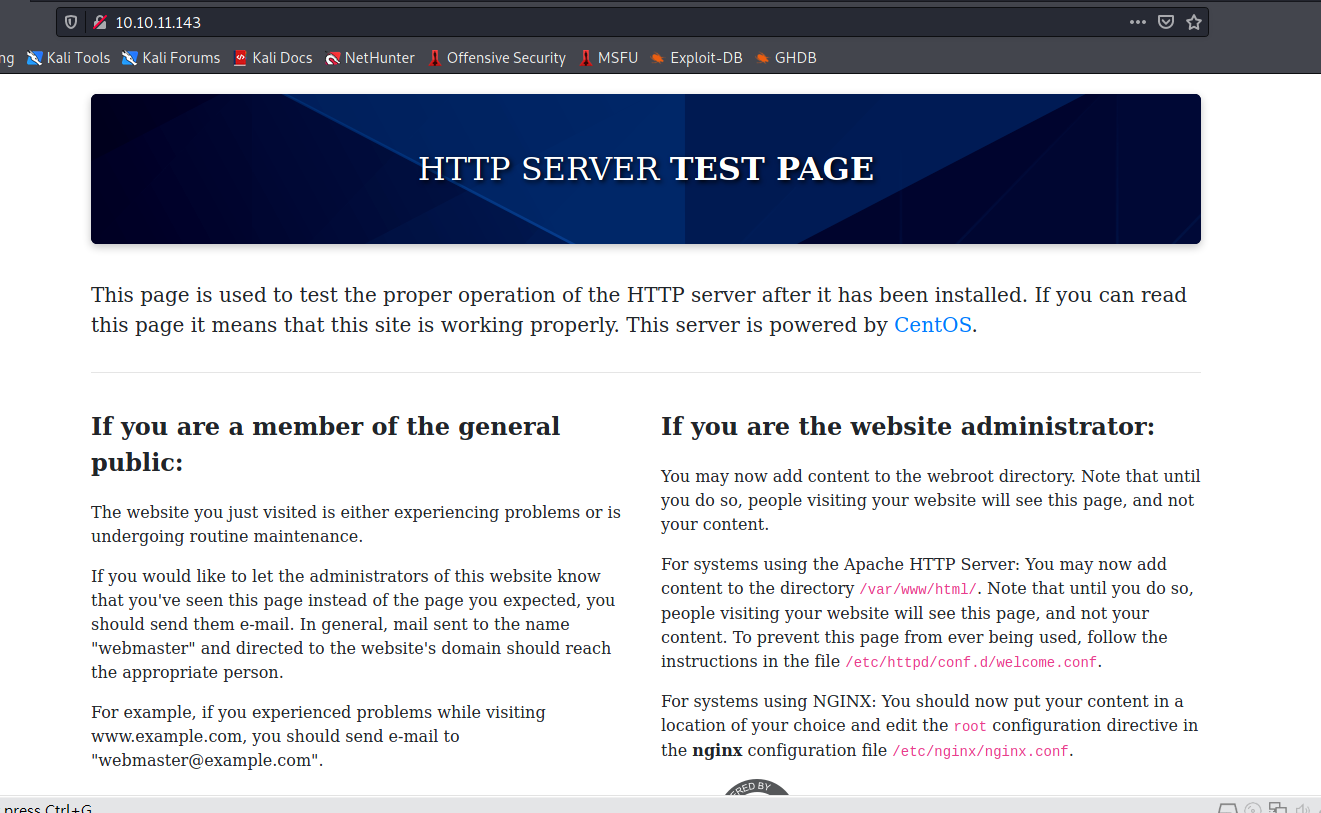 10.10.11.143
ng Kali Tools Kali Forums Kali Docs NetHunter Offensive Security MSFU Exploit-DB GHDB
HTTP SERVER TEST PAGE
This page is used to test the proper operation of the HTTP server after it has been installed. If you can read
this page it means that this site is working properly. This server is powered by CentOS.
If you are a member of the general
public:
The website you just visited is either experiencing problems or is
undergoing routine maintenance.
If you would like to let the administrators of this website know
that you've seen this page instead of the page you expected, you
should send them e-mail. In general, mail sent to the name
"webmaster" and directed to the website's domain should reach
the appropriate person.
For example, if you experienced problems while visiting
www.example.com, you should send e-mail to
"webmaster@example.com".
If you are the website administrator:
You may now add content to the webroot directory. Note that until
you do so, people visiting your website will see this page, and not
your content.
For systems using the Apache HTTP Server: You may now add
content to the directory /var/www/html/. Note that until you do so,
people visiting your website will see this page, and not your
content. To prevent this page from ever being used, follow the
instructions in the file /etc/httpd/conf.d/welcome.conf.
For systems using NGINX: You should now put your content in a
location of your choice and edit the root configuration directive in
the nginx configuration file /etc/nginx/nginx.conf.
ERED BY
press Ctrl+G